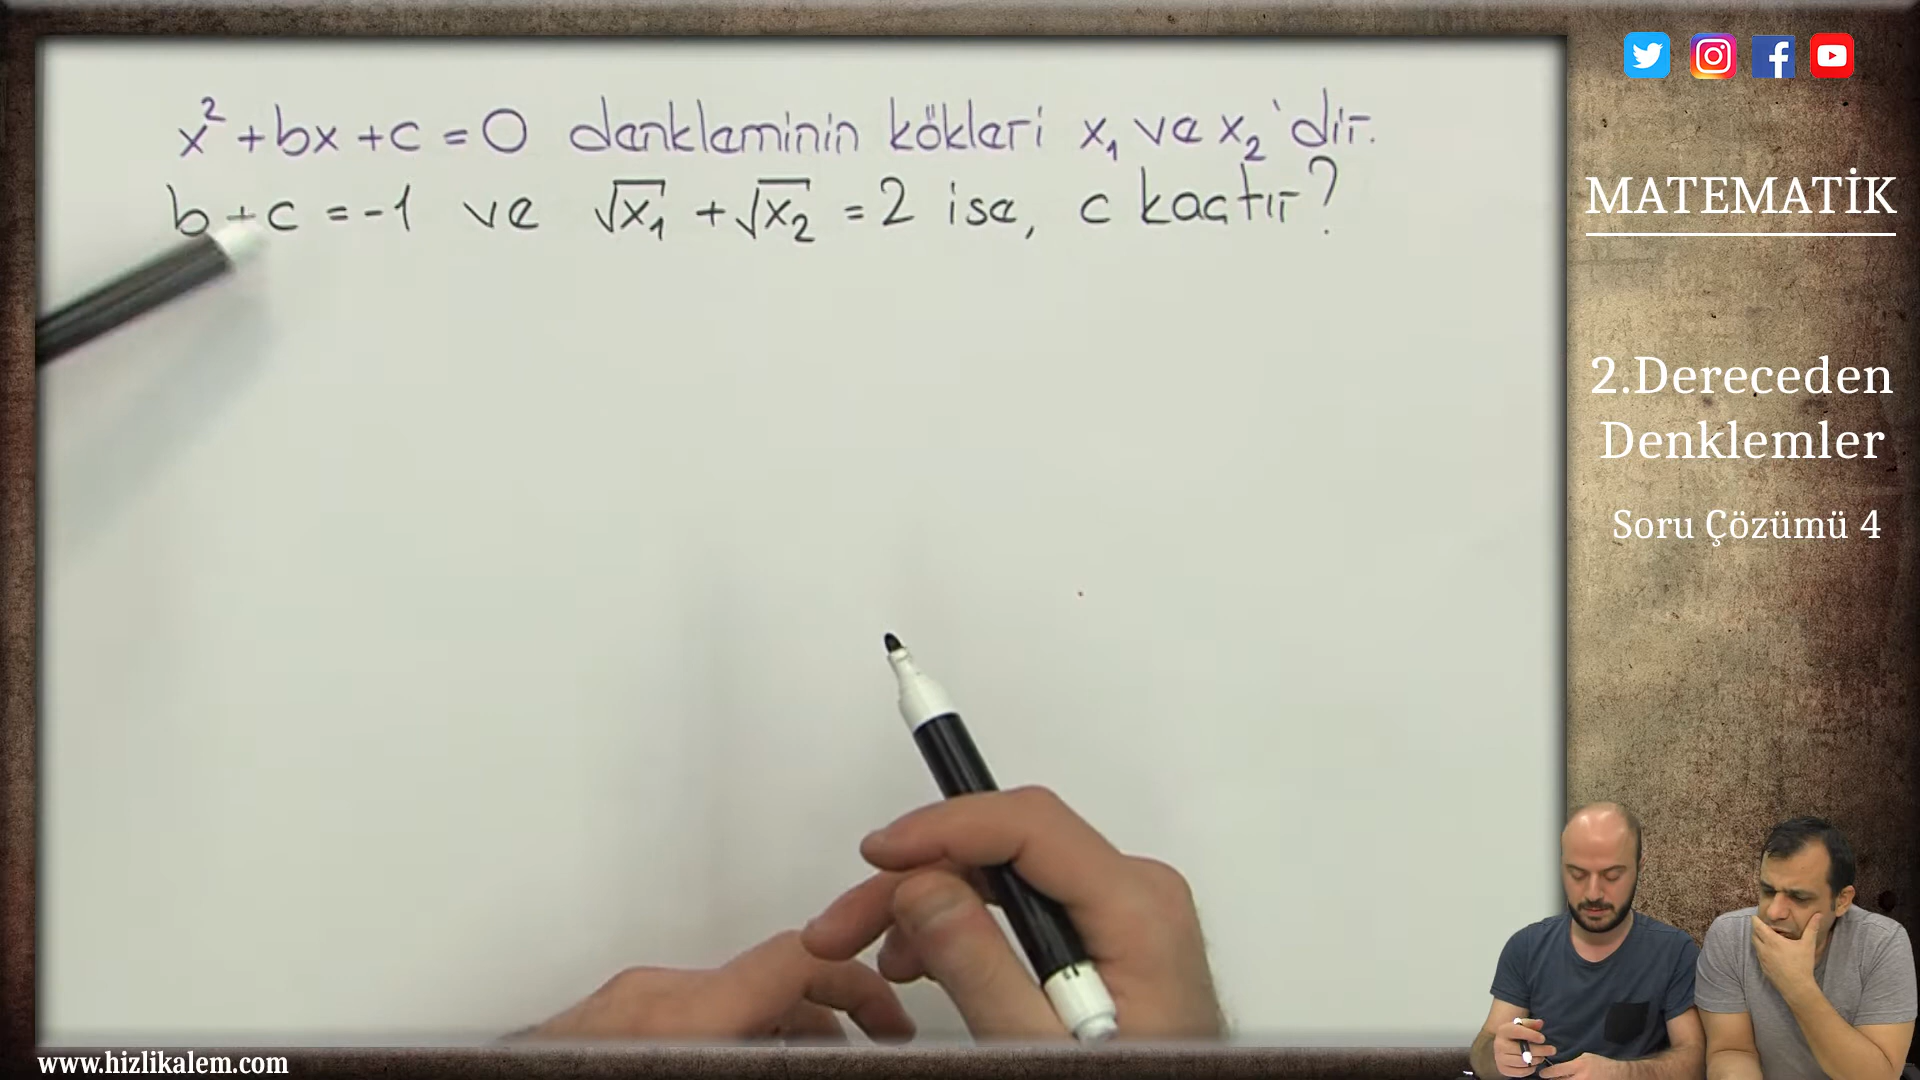 x² + bx + c = 0 denkleminin kökleri x₁ ve x₂'dir.
b + c = -1 ve √x₁ + √x₂ = 2 ise, c kaçtır?
MATEMATİK
2.Dereceden
Denklemler
Soru Çözümü 4
www.hizlikalem.com